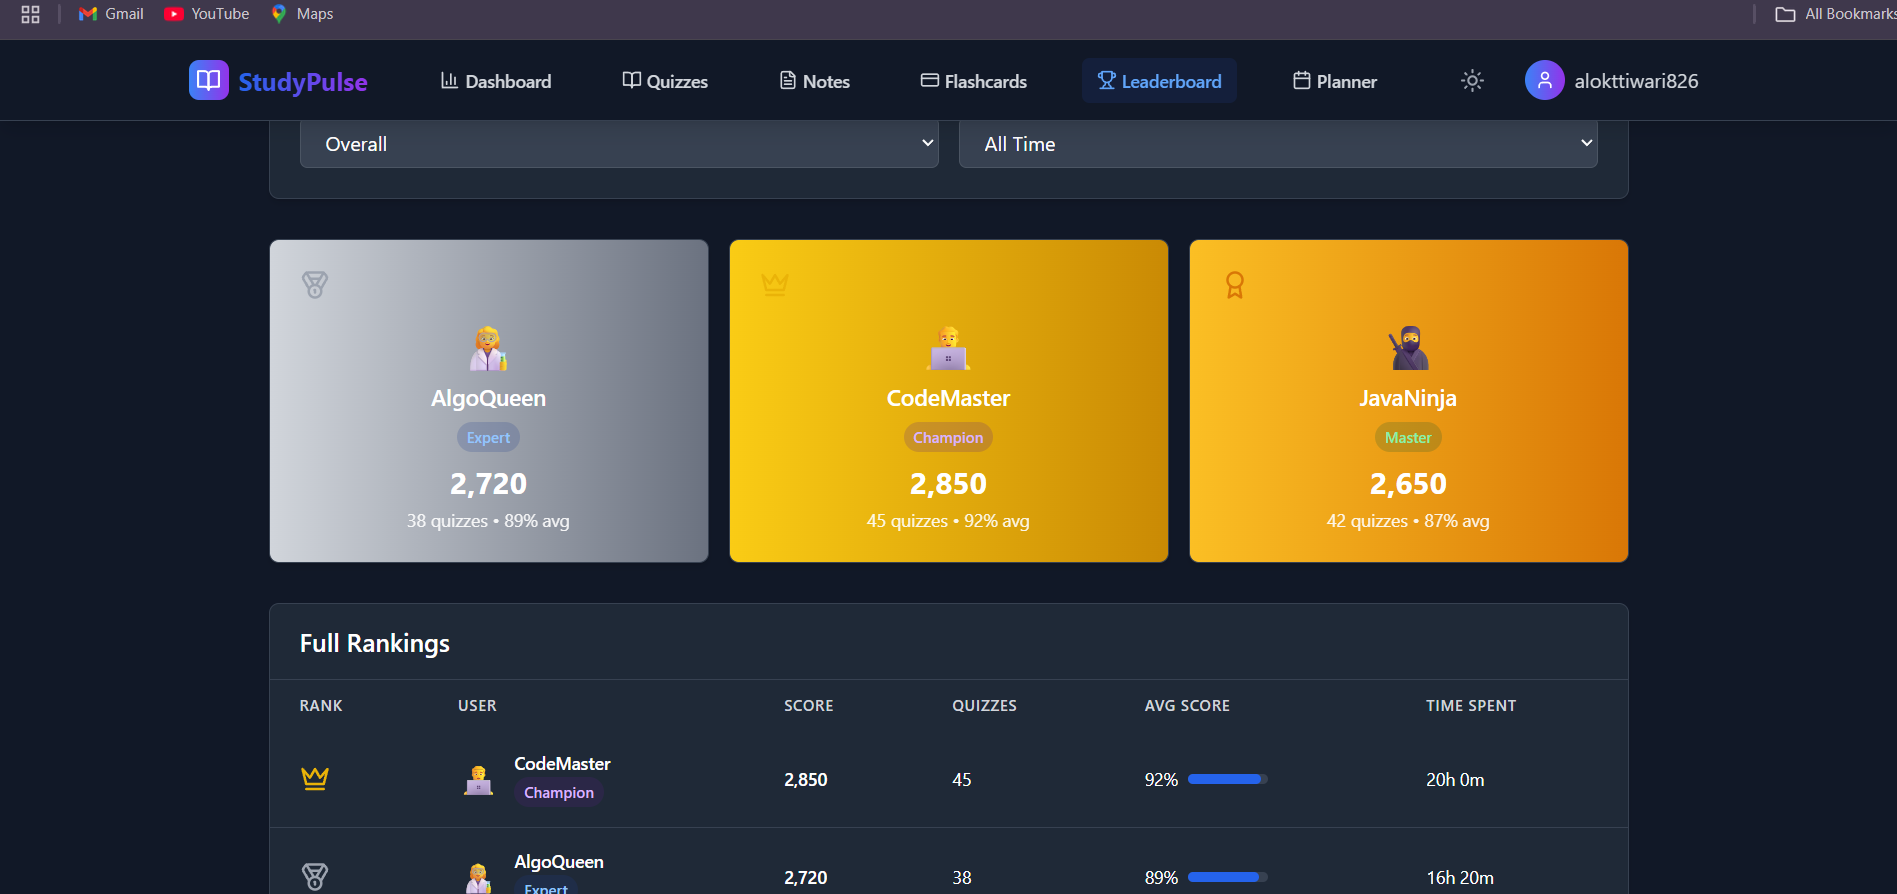 Gmail YouTube Maps All Bookmarks
StudyPulse Dashboard Quizzes Notes Flashcards Leaderboard Planner alokttiwari826
Overall All Time
AlgoQueen
Expert
2,720
38 quizzes • 89% avg
CodeMaster
Champion
2,850
45 quizzes • 92% avg
JavaNinja
Master
2,650
42 quizzes • 87% avg
Full Rankings
RANK USER SCORE QUIZZES AVG SCORE TIME SPENT
CodeMaster
Champion
2,850 45 92% 20h 0m
AlgoQueen
Expert
2,720 38 89% 16h 20m